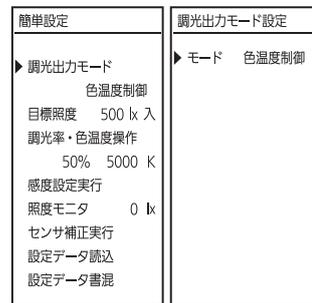 簡単設定
▶ 調光出力モード
色温度制御
目標照度 500 lx 入
調光率・色温度操作
50% 5000 K
感度設定実行
照度モニタ 0 lx
センサ補正実行
設定データ読込
設定データ書混
調光出力モード設定
▶ モード 色温度制御